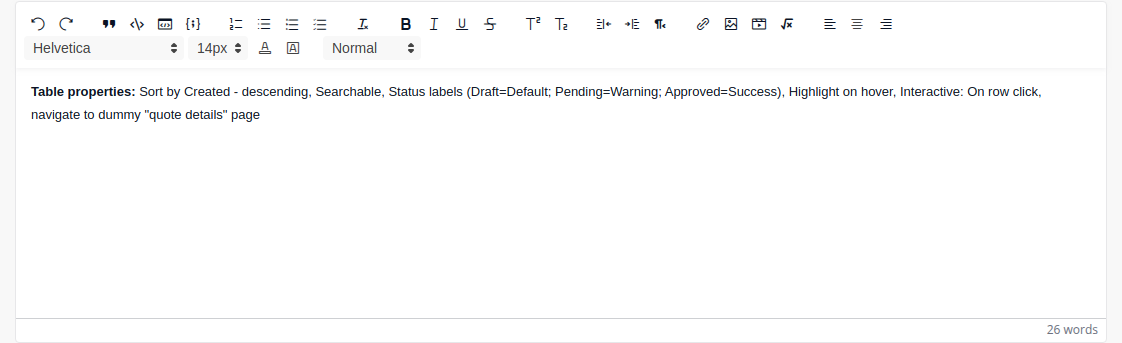 Helvetica 14px Normal
Table properties: Sort by Created - descending, Searchable, Status labels (Draft=Default; Pending=Warning; Approved=Success), Highlight on hover, Interactive: On row click,
navigate to dummy "quote details" page
26 words